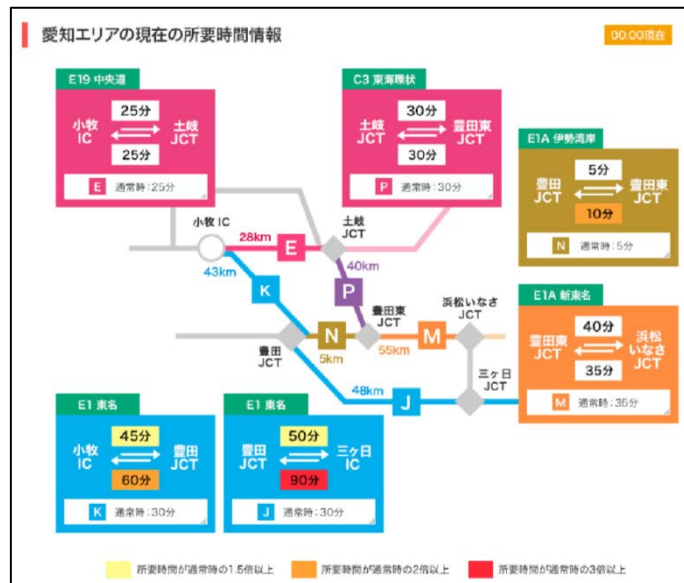 愛知エリアの現在の所要時間情報
00:00現在
E19 中央道
小牧
IC
25分
25分
土岐
JCT
E 通常時：25分
C3 東海環状
土岐
JCT
30分
30分
豊田東
JCT
P 通常時：30分
E1A 伊勢湾岸
豊田
JCT
5分
10分
豊田東
JCT
N 通常時：5分
小牧 IC
28km
E
土岐
JCT
43km
K
40km
P
豊田東
JCT
浜松いなさ
JCT
N
M
豊田
JCT
5km
55km
三ヶ日
JCT
48km
J
E1A 新東名
豊田東
JCT
40分
35分
浜松
いなさ
JCT
M 通常時：35分
E1 東名
小牧
IC
45分
60分
豊田
JCT
K 通常時：30分
E1 東名
豊田
JCT
50分
90分
三ヶ日
IC
J 通常時：30分
所要時間が通常時の1.5倍以上
所要時間が通常時の2倍以上
所要時間が通常時の3倍以上